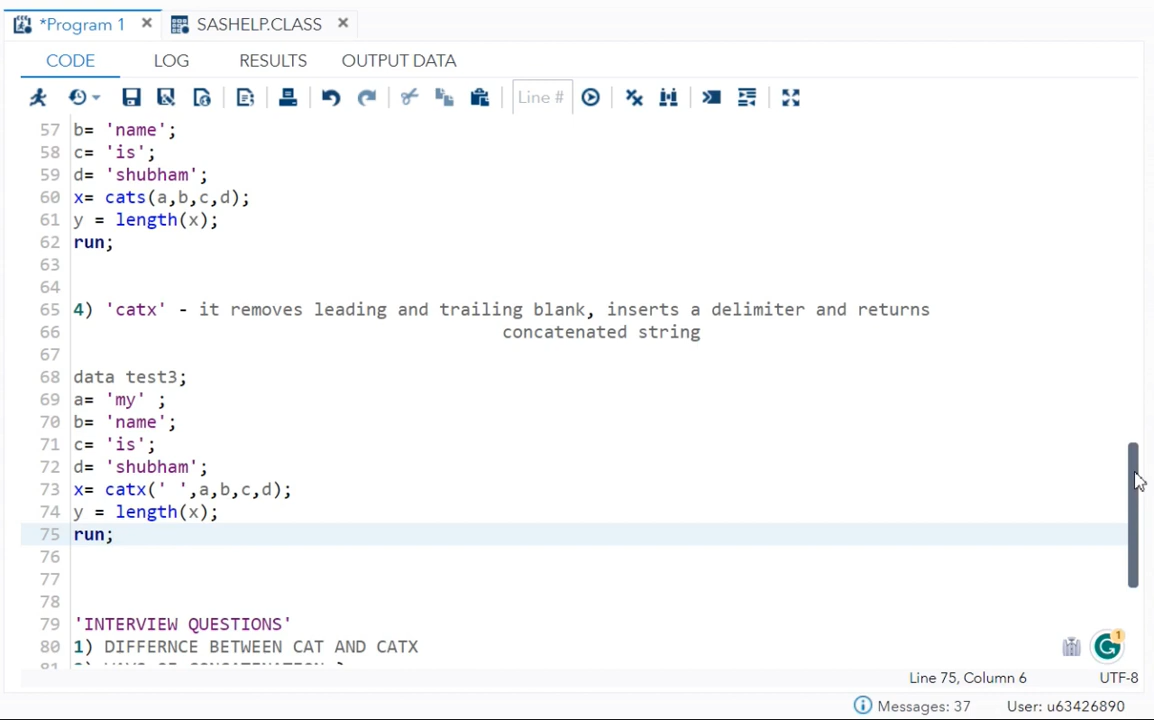 *Program 1 × SASHELP.CLASS ×
CODE LOG RESULTS OUTPUT DATA
Line #
57 b= 'name';
58 c= 'is';
59 d= 'shubham';
60 x= cats(a,b,c,d);
61 y = length(x);
62 run;
63
64
65 4) 'catx' - it removes leading and trailing blank, inserts a delimiter and returns
66 concatenated string
67
68 data test3;
69 a= 'my' ;
70 b= 'name';
71 c= 'is';
72 d= 'shubham';
73 x= catx(' ',a,b,c,d);
74 y = length(x);
75 run;
76
77
78
79 'INTERVIEW QUESTIONS'
80 1) DIFFERNCE BETWEEN CAT AND CATX
1
Line 75, Column 6 UTF-8
Messages: 37 User: u63426890